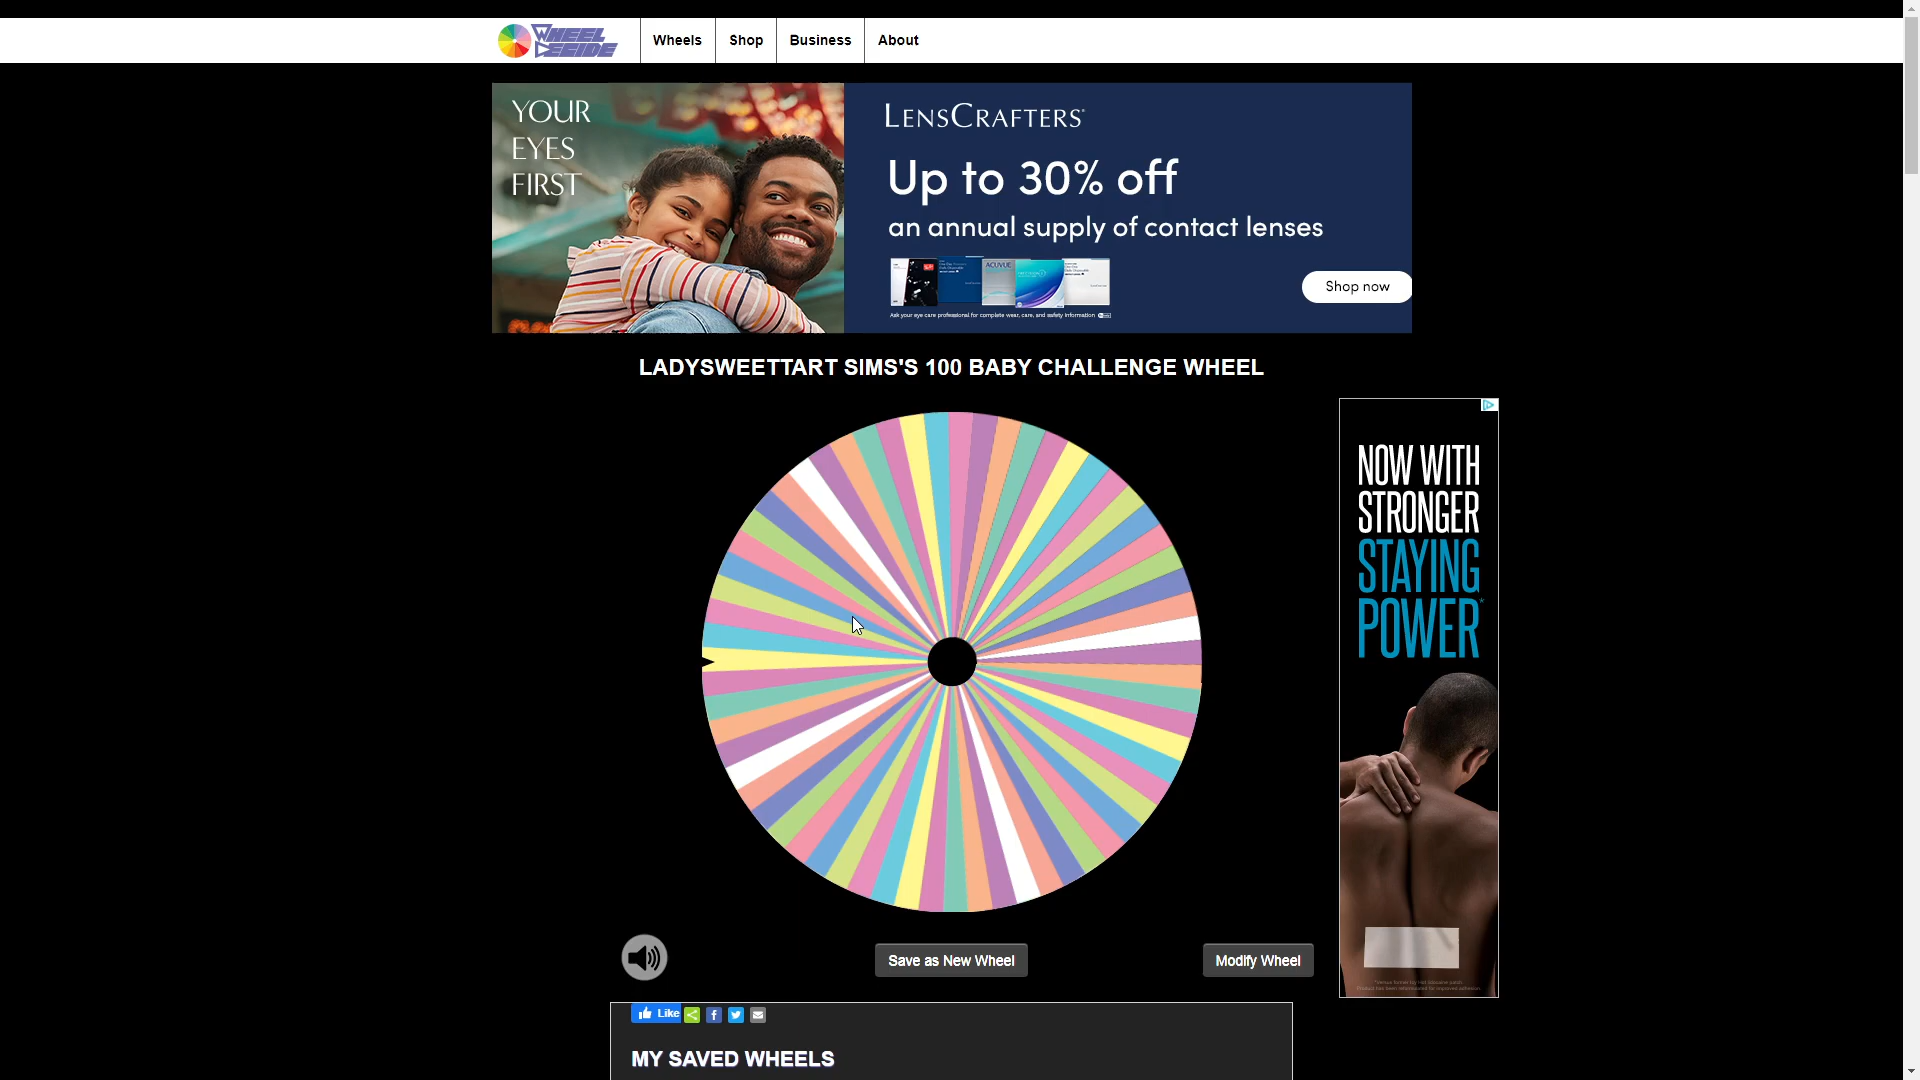 WHEEL DECIDE
Wheels
Shop
Business
About
YOUR
EYES
FIRST
LENSCRAFTERS®
Up to 30% off
an annual supply of contact lenses
ACUVUE
Shop now
Ask your eye care professional for complete wear, care, and safety information
LADYSWEETTART SIMS'S 100 BABY CHALLENGE WHEEL
NOW WITH
STRONGER
STAYING
POWER*
Save as New Wheel
Modify Wheel
Like
MY SAVED WHEELS